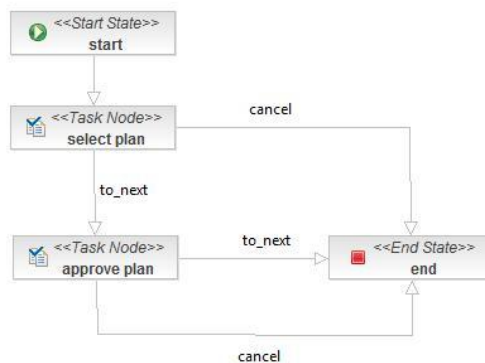 <<Start State>>
start
<<Task Node>>
select plan
cancel
to_next
<<Task Node>>
approve plan
to_next
<<End State>>
end
cancel